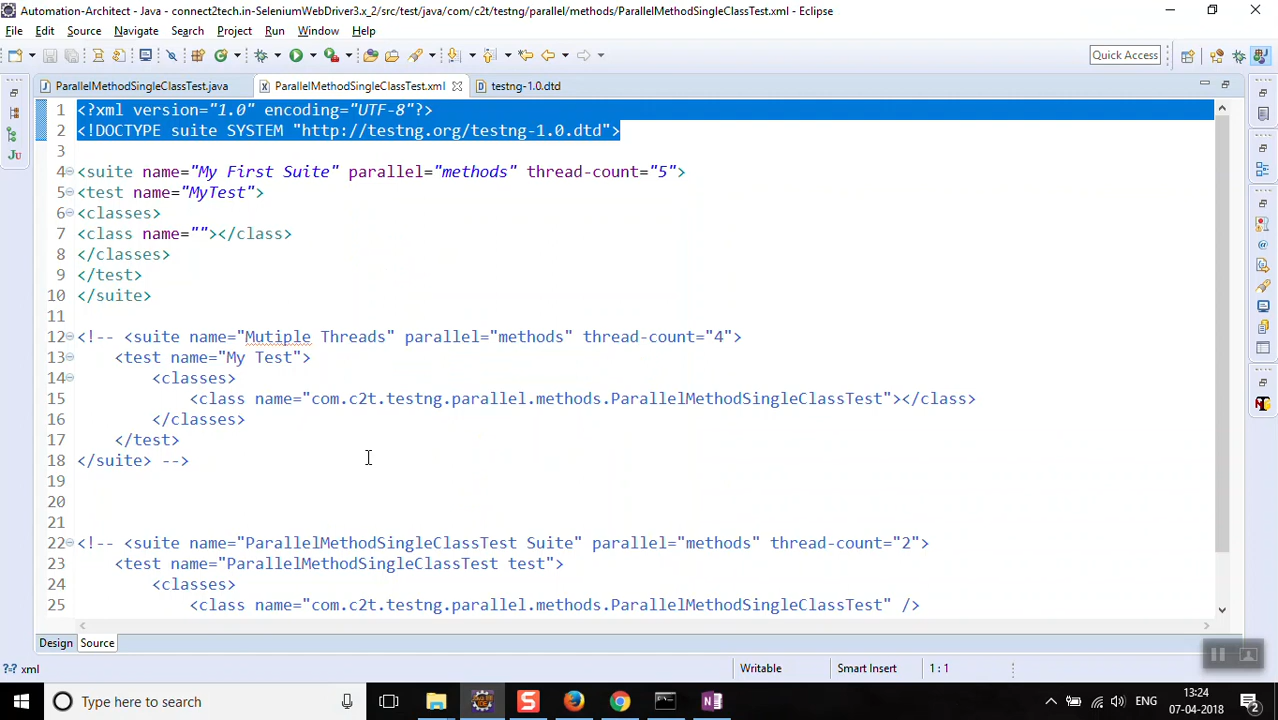 Automation-Architect - connect2tech.in-SeleniumWebDriver3.x_2/src/test/java/com/c2t/testng/parallel/methods/ParallelMethodSingleClassTest.xml - Eclipse
File Edit Source Navigate Search Project Run Window Help
Quick Access
ParallelMethodSingleClassTest.java ParallelMethodSingleClassTest.xml testng-1.0.dtd
1 <?xml version="1.0" encoding="UTF-8"?>
2 <!DOCTYPE suite SYSTEM "http://testng.org/testng-1.0.dtd">
3
4 <suite name="My First Suite" parallel="methods" thread-count="5">
5 <test name="MyTest">
6 <classes>
7 <class name=""></class>
8 </classes>
9 </test>
10 </suite>
11
12 <!-- <suite name="Mutiple Threads" parallel="methods" thread-count="4">
13 <test name="My Test">
14 <classes>
15 <class name="com.c2t.testng.parallel.methods.ParallelMethodSingleClassTest"></class>
16 </classes>
17 </test>
18 </suite> -->
19
20
21
22 <!-- <suite name="ParallelMethodSingleClassTest Suite" parallel="methods" thread-count="2">
23 <test name="ParallelMethodSingleClassTest test">
24 <classes>
25 <class name="com.c2t.testng.parallel.methods.ParallelMethodSingleClassTest" />
Design Source
xml Writable Smart Insert 1 : 1
Type here to search ENG 13:24
07-04-2018